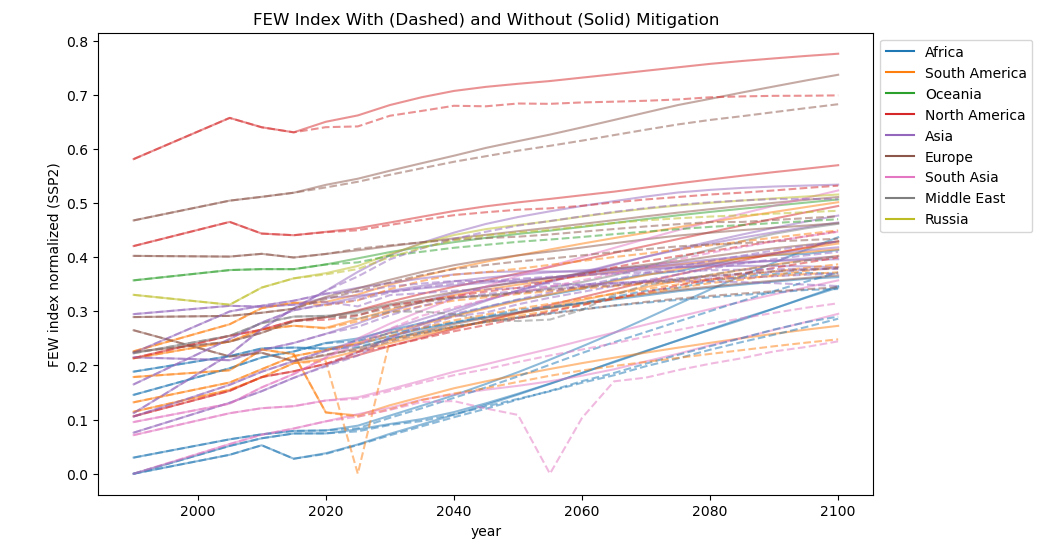 FEW Index With (Dashed) and Without (Solid) Mitigation
FEW index normalized (SSP2)
0.8
0.7
0.6
0.5
0.4
0.3
0.2
0.1
0.0
2000
2020
2040
2060
2080
2100
year
Africa
South America
Oceania
North America
Asia
Europe
South Asia
Middle East
Russia